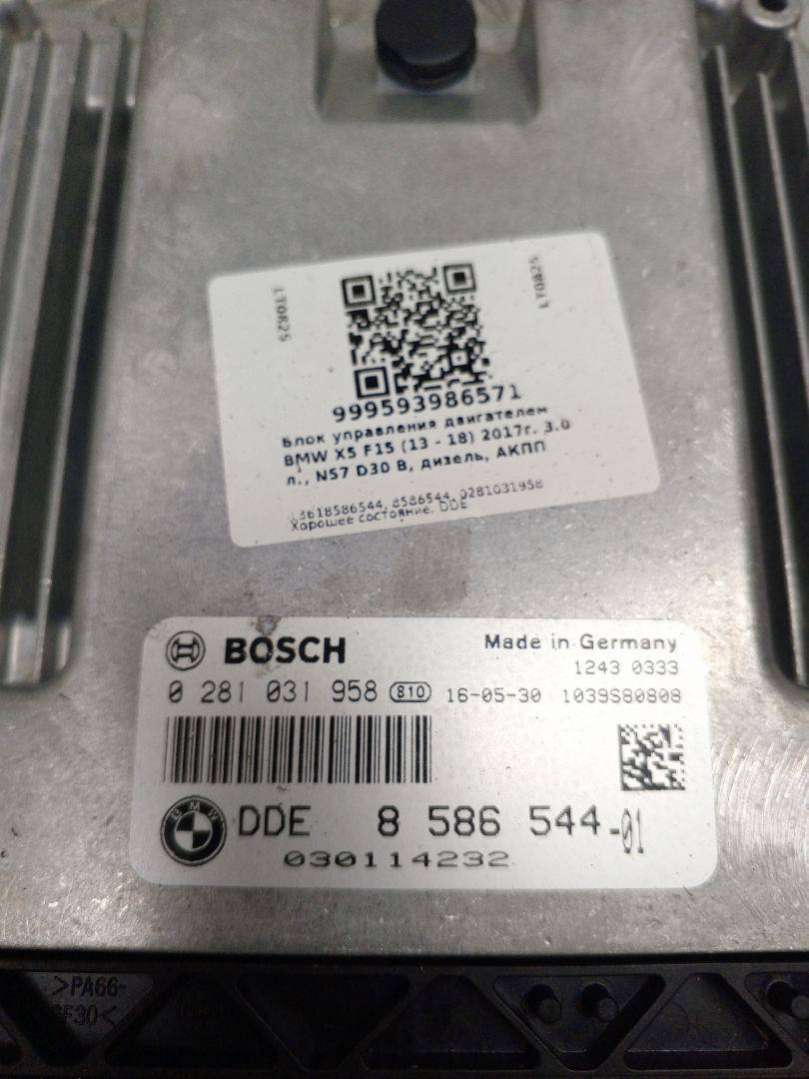 LT0825
LT0825
999593986571
Блок управления двигателем
BMW X5 F15 (13 - 18) 2017г. 3.0
л., N57 D30 B, дизель, АКПП
13618586544, 8586544, 0281031958
Хорошее состояние. DDE
BOSCH
Made in Germany
1243 0333
0 281 031 958 810 16-05-30 1039S80808
BMW
DDE 8 586 544-01
030114232
>PA66-
GF30<